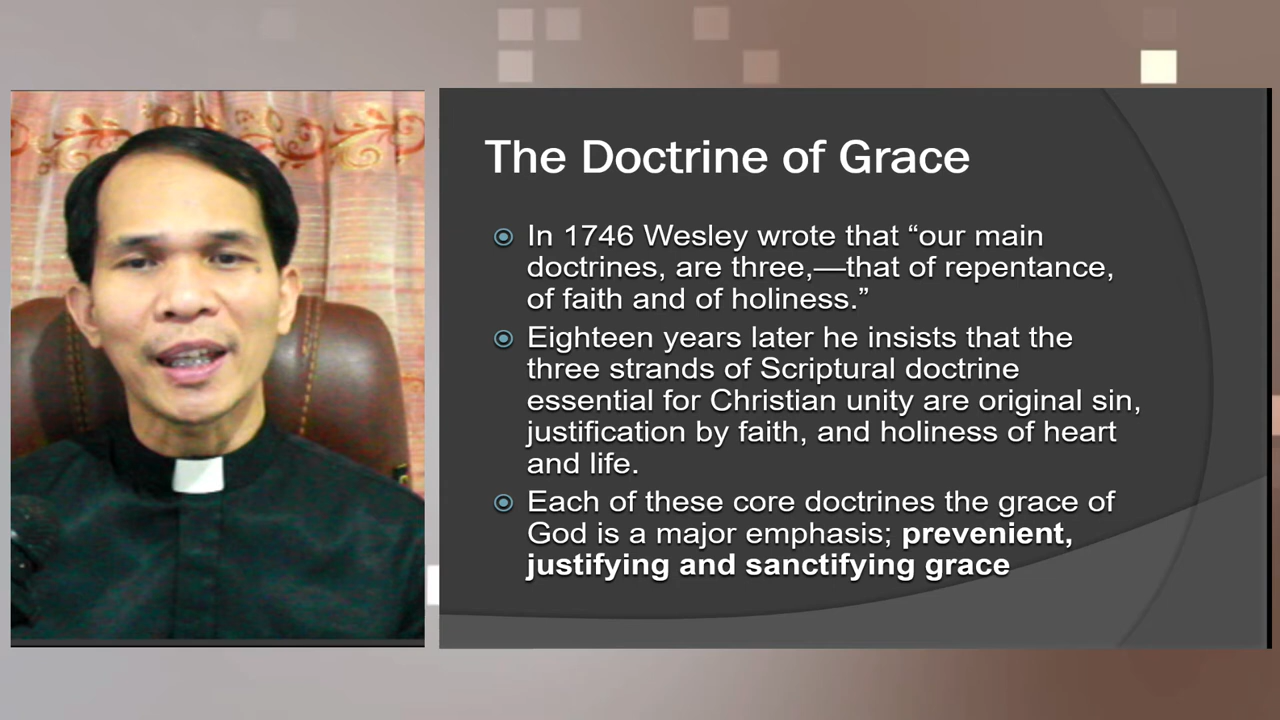 The Doctrine of Grace
In 1746 Wesley wrote that “our main
doctrines, are three,—that of repentance,
of faith and of holiness.”
Eighteen years later he insists that the
three strands of Scriptural doctrine
essential for Christian unity are original sin,
justification by faith, and holiness of heart
and life.
Each of these core doctrines the grace of
God is a major emphasis; prevenient,
justifying and sanctifying grace